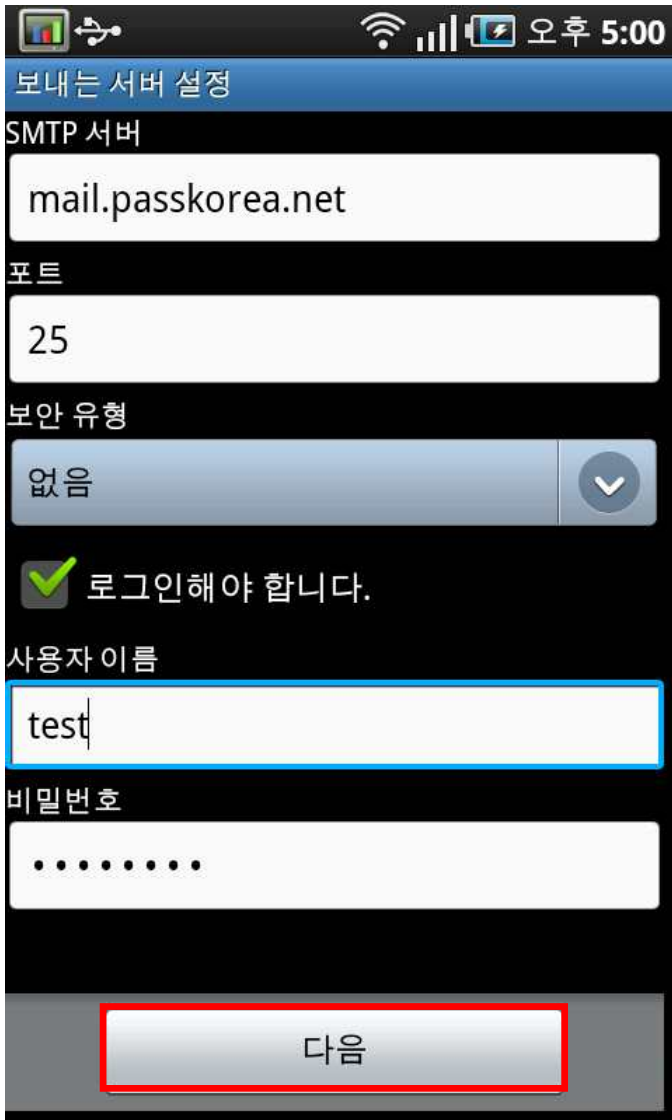 오후 5:00
보내는 서버 설정
SMTP 서버
mail.passkorea.net
포트
25
보안 유형
없음
로그인해야 합니다.
사용자 이름
test
비밀번호
••••••••
다음